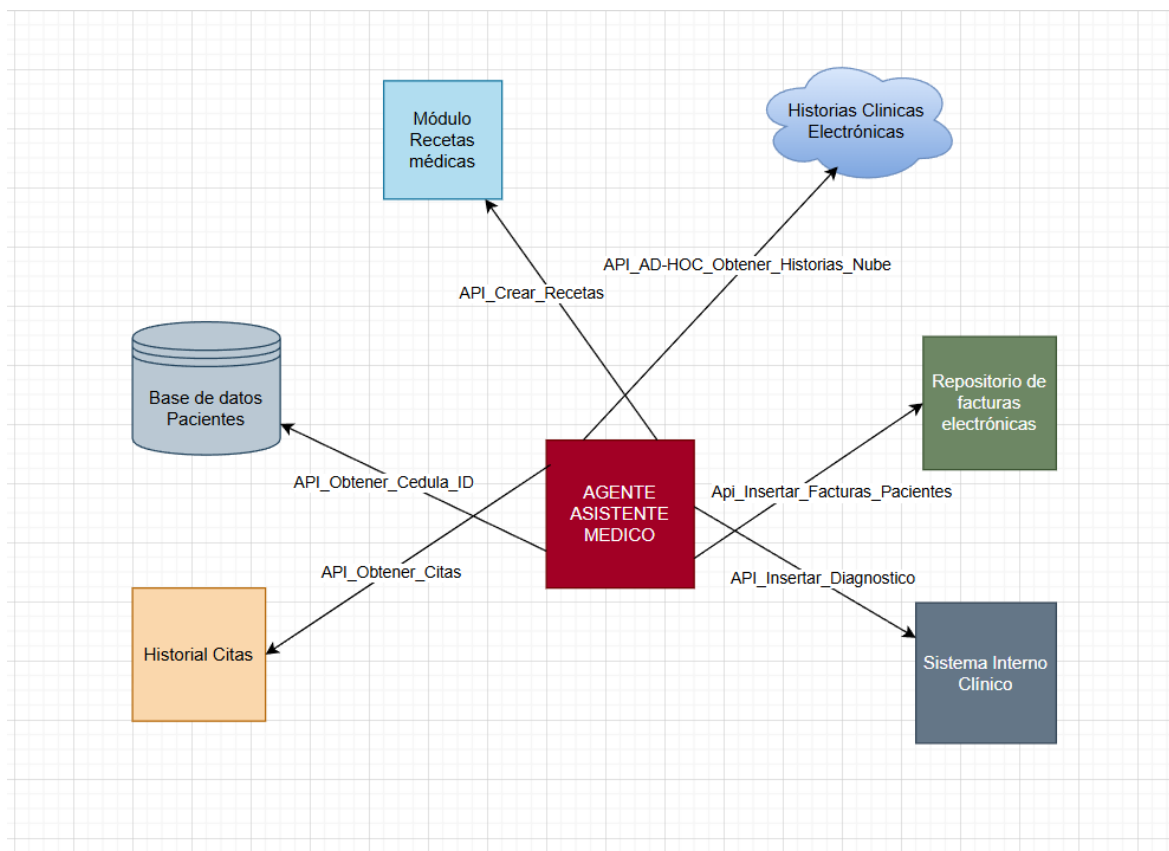 Módulo
Recetas
médicas
Historias Clinicas
Electrónicas
API_AD-HOC_Obtener_Historias_Nube
API_Crear_Recetas
Base de datos
Pacientes
Repositorio de
facturas
electrónicas
API_Obtener_Cedula_ID
AGENTE
ASISTENTE
MEDICO
Api_Insertar_Facturas_Pacientes
API_Obtener_Citas
API_Insertar_Diagnostico
Historial Citas
Sistema Interno
Clínico